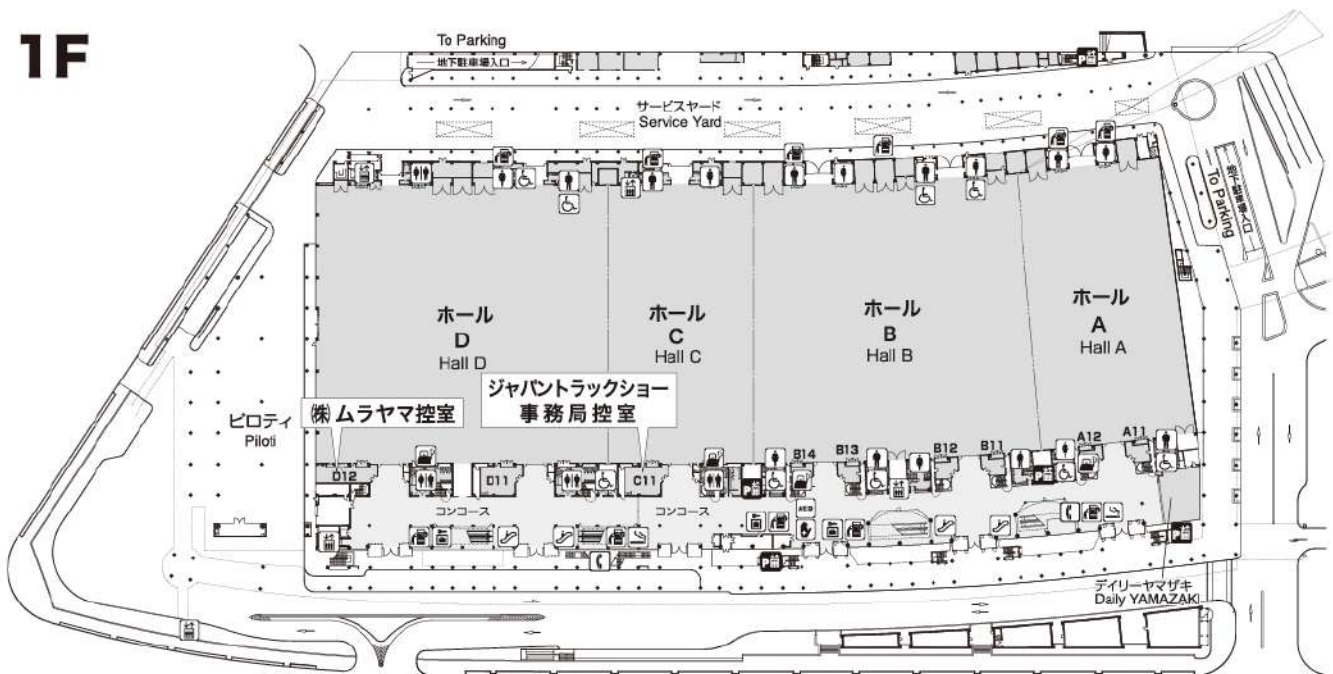 1F
To Parking
地下駐車場入口
サービスヤード
Service Yard
To Parking
地下駐車場入口
ホール
D
Hall D
ホール
C
Hall C
ホール
B
Hall B
ホール
A
Hall A
ピロティ
Piloti
㈱ムラヤマ控室
ジャパントラックショー
事務局控室
D12
D11
C11
B14
B13
B12
B11
A12
A11
コンコース
コンコース
AED
デイリーヤマザキ
Daily YAMAZAKI